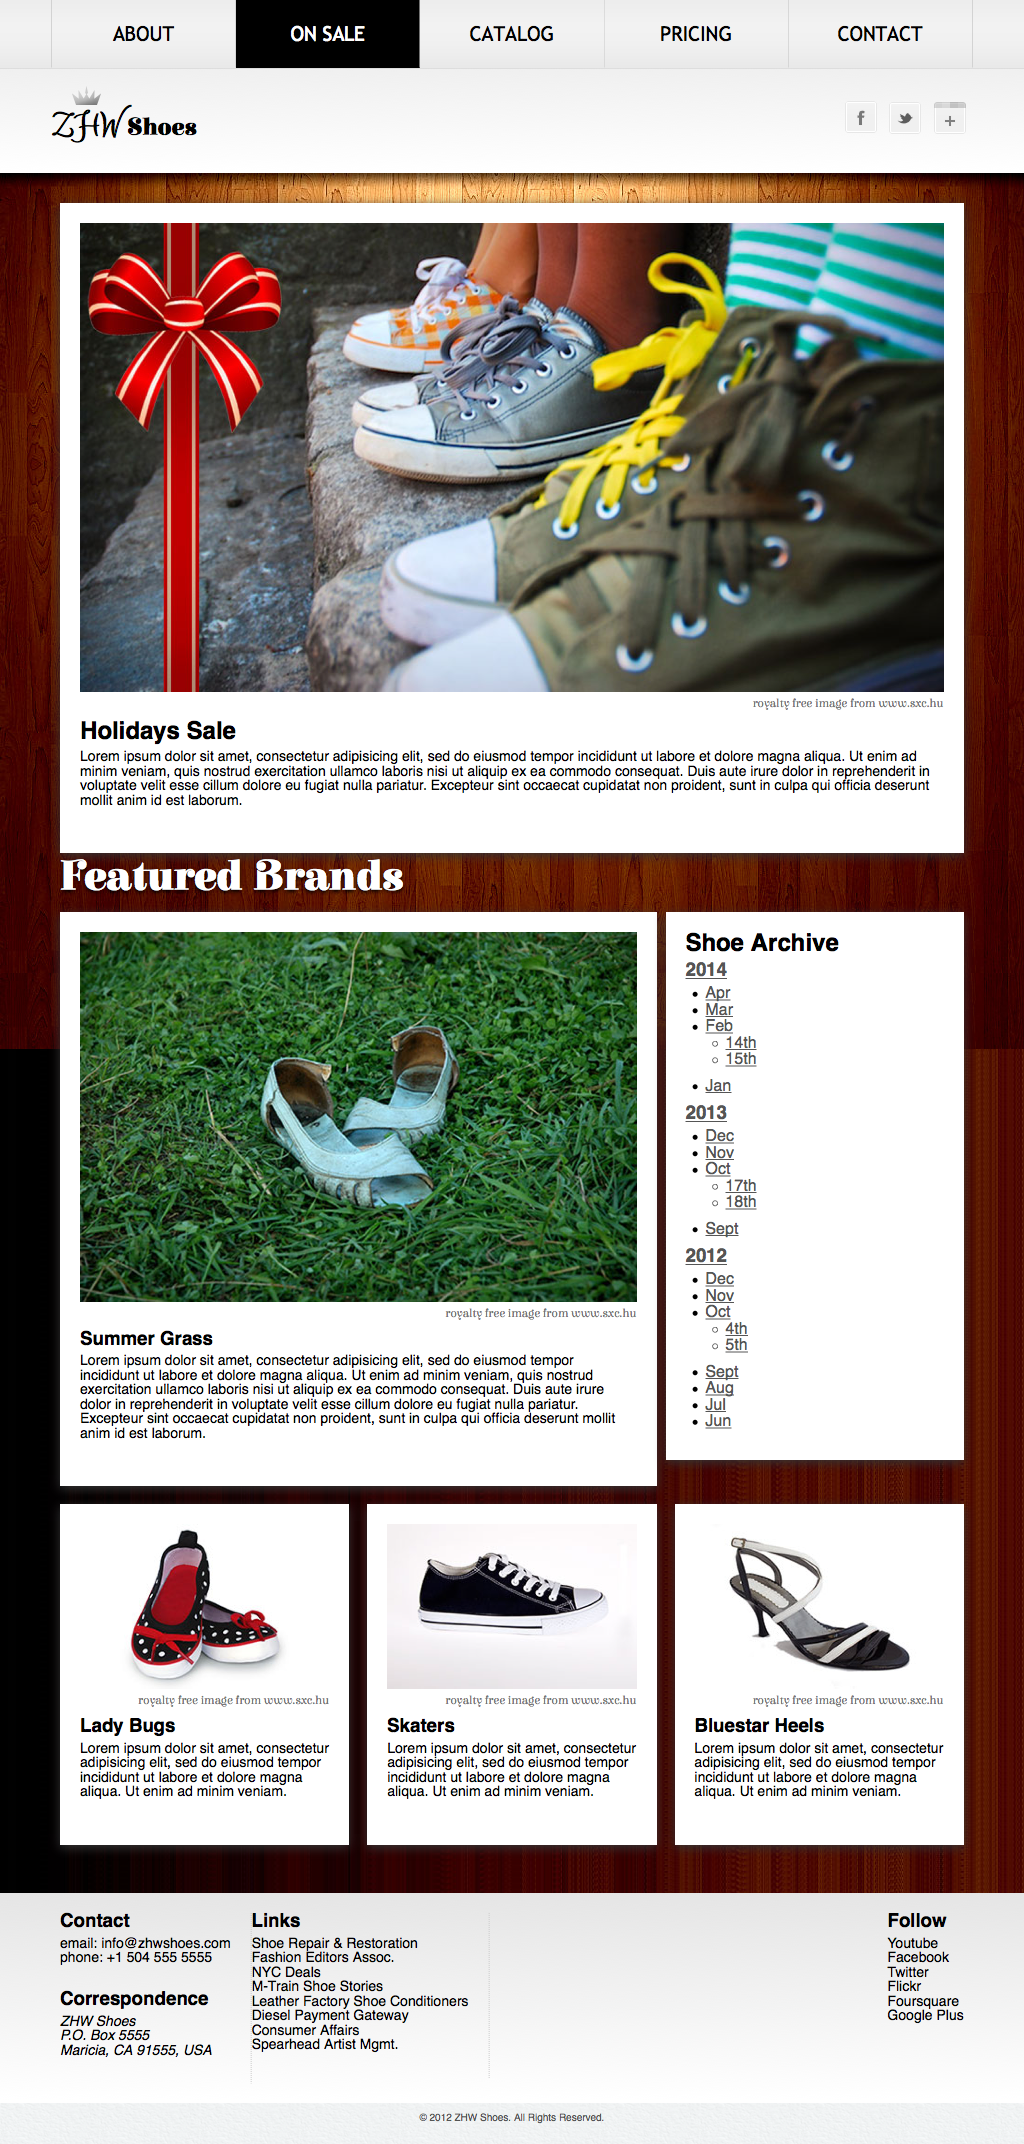 ABOUT
ON SALE
CATALOG
PRICING
CONTACT
ZHW Shoes
royalty free image from www.sxc.hu
Holidays Sale
Lorem ipsum dolor sit amet, consectetur adipisicing elit, sed do eiusmod tempor incididunt ut labore et dolore magna aliqua. Ut enim ad
minim veniam, quis nostrud exercitation ullamco laboris nisi ut aliquip ex ea commodo consequat. Duis aute irure dolor in reprehenderit in
voluptate velit esse cillum dolore eu fugiat nulla pariatur. Excepteur sint occaecat cupidatat non proident, sunt in culpa qui officia deserunt
mollit anim id est laborum.
Featured Brands
royalty free image from www.sxc.hu
Summer Grass
Lorem ipsum dolor sit amet, consectetur adipisicing elit, sed do eiusmod tempor
incididunt ut labore et dolore magna aliqua. Ut enim ad minim veniam, quis nostrud
exercitation ullamco laboris nisi ut aliquip ex ea commodo consequat. Duis aute irure
dolor in reprehenderit in voluptate velit esse cillum dolore eu fugiat nulla pariatur.
Excepteur sint occaecat cupidatat non proident, sunt in culpa qui officia deserunt mollit
anim id est laborum.
Shoe Archive
2014
Apr
Mar
Feb
14th
15th
Jan
2013
Dec
Nov
Oct
17th
18th
Sept
2012
Dec
Nov
Oct
4th
5th
Sept
Aug
Jul
Jun
royalty free image from www.sxc.hu
Lady Bugs
Lorem ipsum dolor sit amet, consectetur
adipisicing elit, sed do eiusmod tempor
incididunt ut labore et dolore magna
aliqua. Ut enim ad minim veniam.
royalty free image from www.sxc.hu
Skaters
Lorem ipsum dolor sit amet, consectetur
adipisicing elit, sed do eiusmod tempor
incididunt ut labore et dolore magna
aliqua. Ut enim ad minim veniam.
royalty free image from www.sxc.hu
Bluestar Heels
Lorem ipsum dolor sit amet, consectetur
adipisicing elit, sed do eiusmod tempor
incididunt ut labore et dolore magna
aliqua. Ut enim ad minim veniam.
Contact
email: info@zhwshoes.com
phone: +1 504 555 5555
Correspondence
ZHW Shoes
P.O. Box 5555
Maricia, CA 91555, USA
Links
Shoe Repair & Restoration
Fashion Editors Assoc.
NYC Deals
M-Train Shoe Stories
Leather Factory Shoe Conditioners
Diesel Payment Gateway
Consumer Affairs
Spearhead Artist Mgmt.
Follow
Youtube
Facebook
Twitter
Flickr
Foursquare
Google Plus
© 2012 ZHW Shoes. All Rights Reserved.